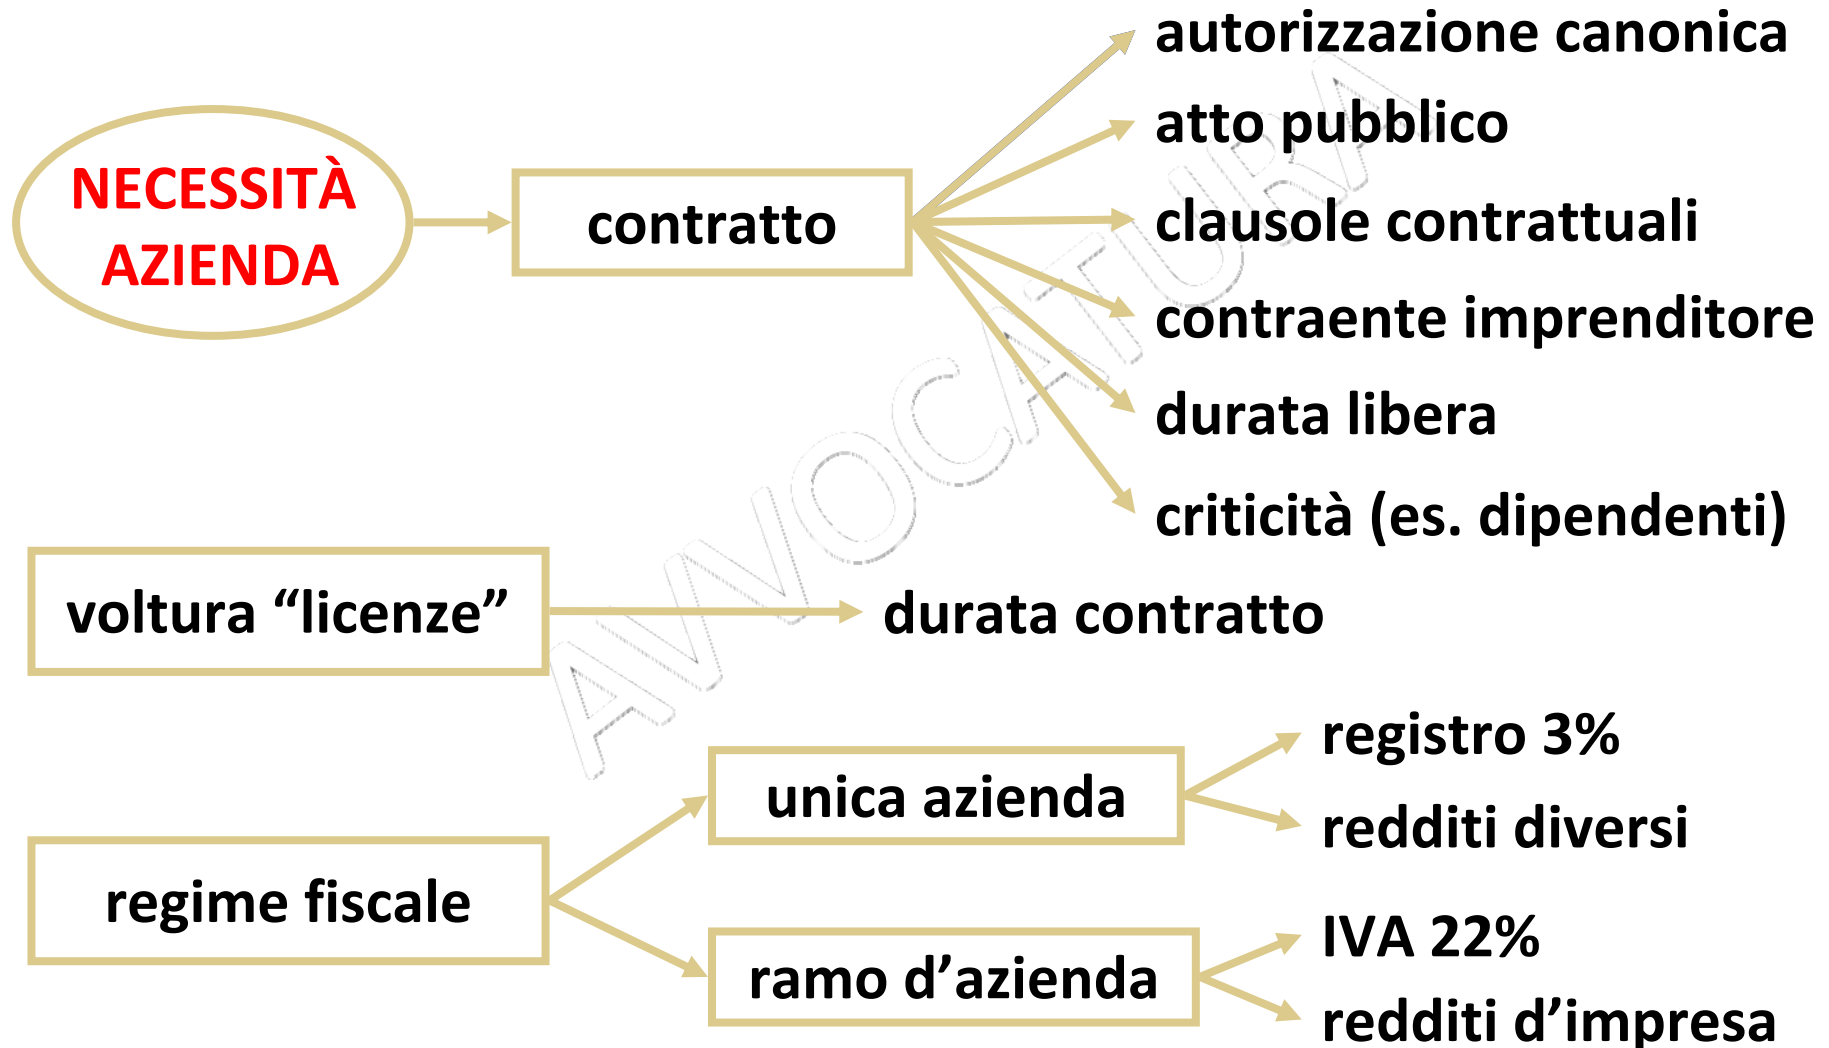 autorizzazione canonica
atto pubblico
NECESSITÀ
AZIENDA
contratto
clausole contrattuali
contraente imprenditore
durata libera
criticità (es. dipendenti)
voltura “licenze”
durata contratto
AVVOCATURA
registro 3%
unica azienda
redditi diversi
regime fiscale
IVA 22%
ramo d’azienda
redditi d’impresa